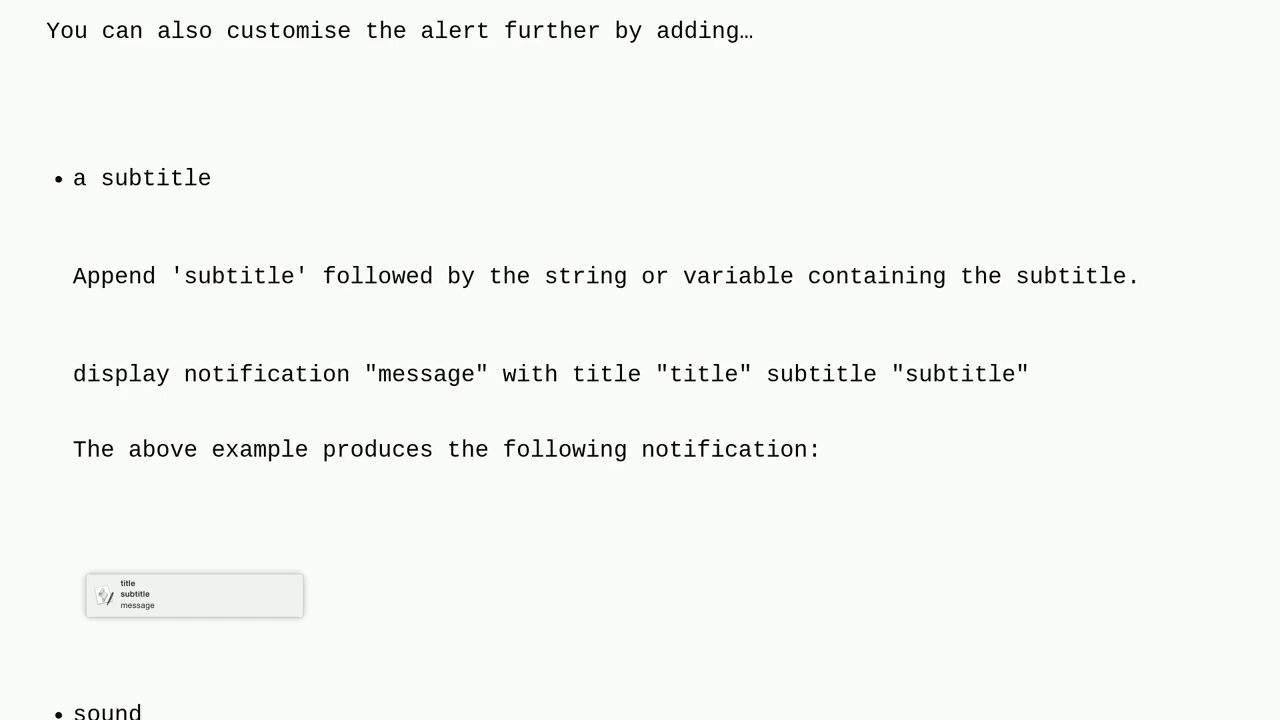 You can also customise the alert further by adding…
• a subtitle
Append 'subtitle' followed by the string or variable containing the subtitle.
display notification "message" with title "title" subtitle "subtitle"
The above example produces the following notification:
title
subtitle
message
• sound